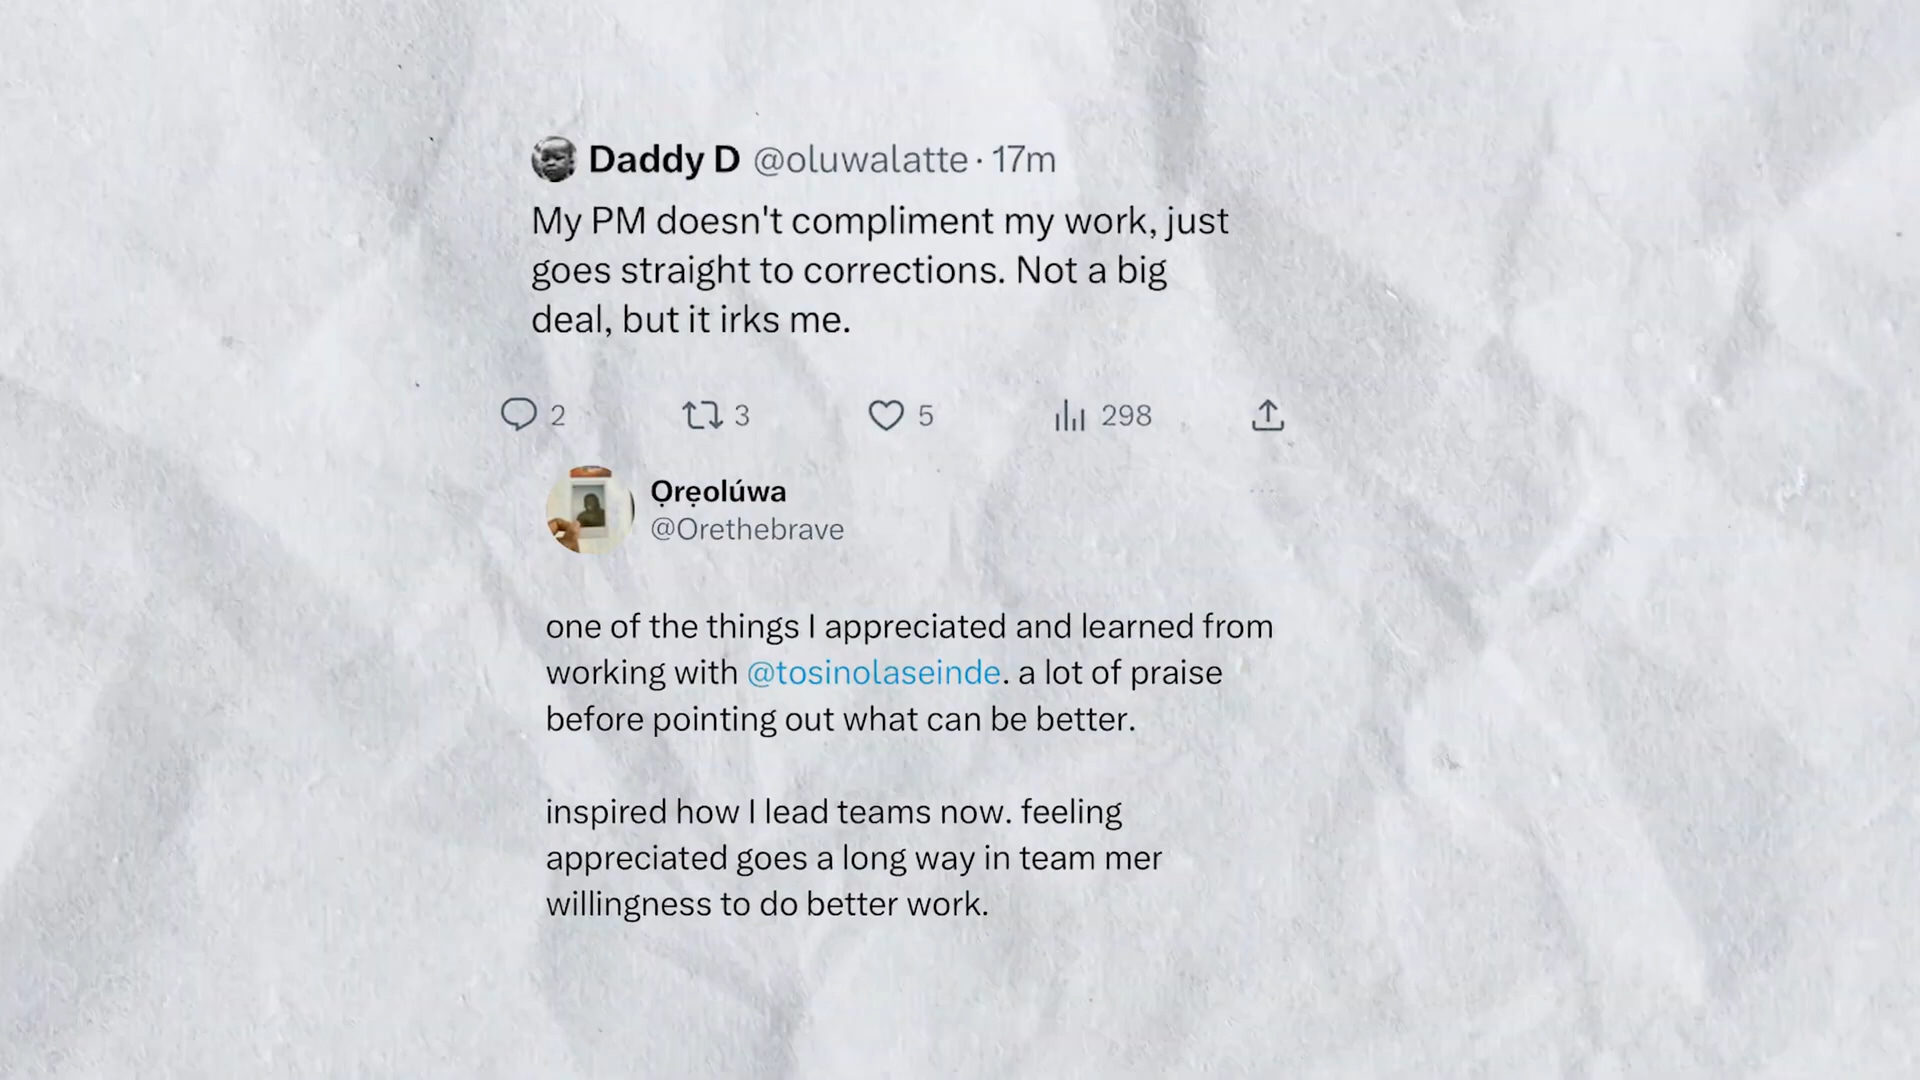 Daddy D @oluwalatte · 17m
My PM doesn't compliment my work, just
goes straight to corrections. Not a big
deal, but it irks me.
2 3 5 298
Ọrẹolúwa
@Orethebrave
one of the things I appreciated and learned from
working with @tosinolaseinde. a lot of praise
before pointing out what can be better.
inspired how I lead teams now. feeling
appreciated goes a long way in team mer
willingness to do better work.